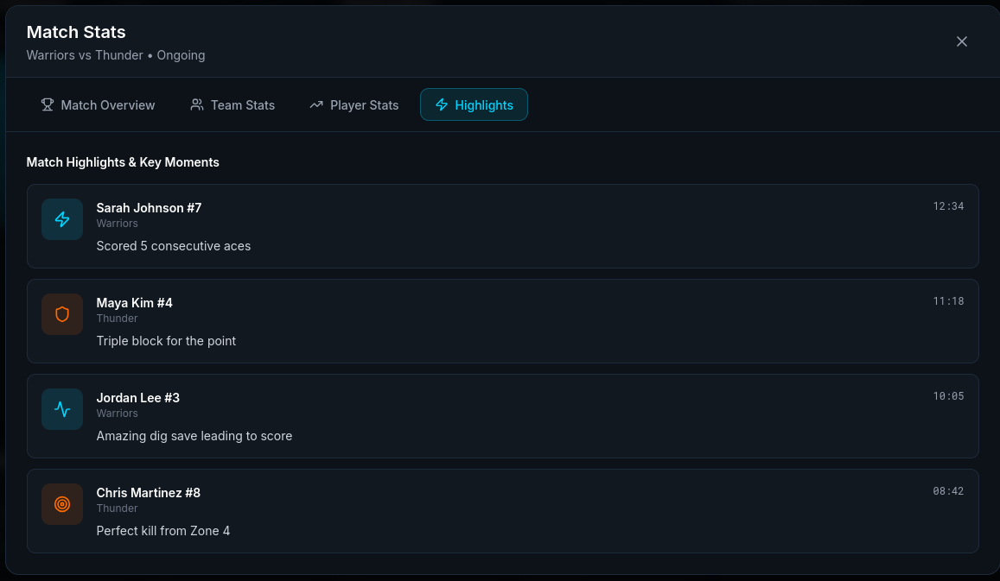 Match Stats
Warriors vs Thunder • Ongoing
Match Overview
Team Stats
Player Stats
Highlights
Match Highlights & Key Moments
Sarah Johnson #7
12:34
Warriors
Scored 5 consecutive aces
Maya Kim #4
11:18
Thunder
Triple block for the point
Jordan Lee #3
10:05
Warriors
Amazing dig save leading to score
Chris Martinez #8
08:42
Thunder
Perfect kill from Zone 4